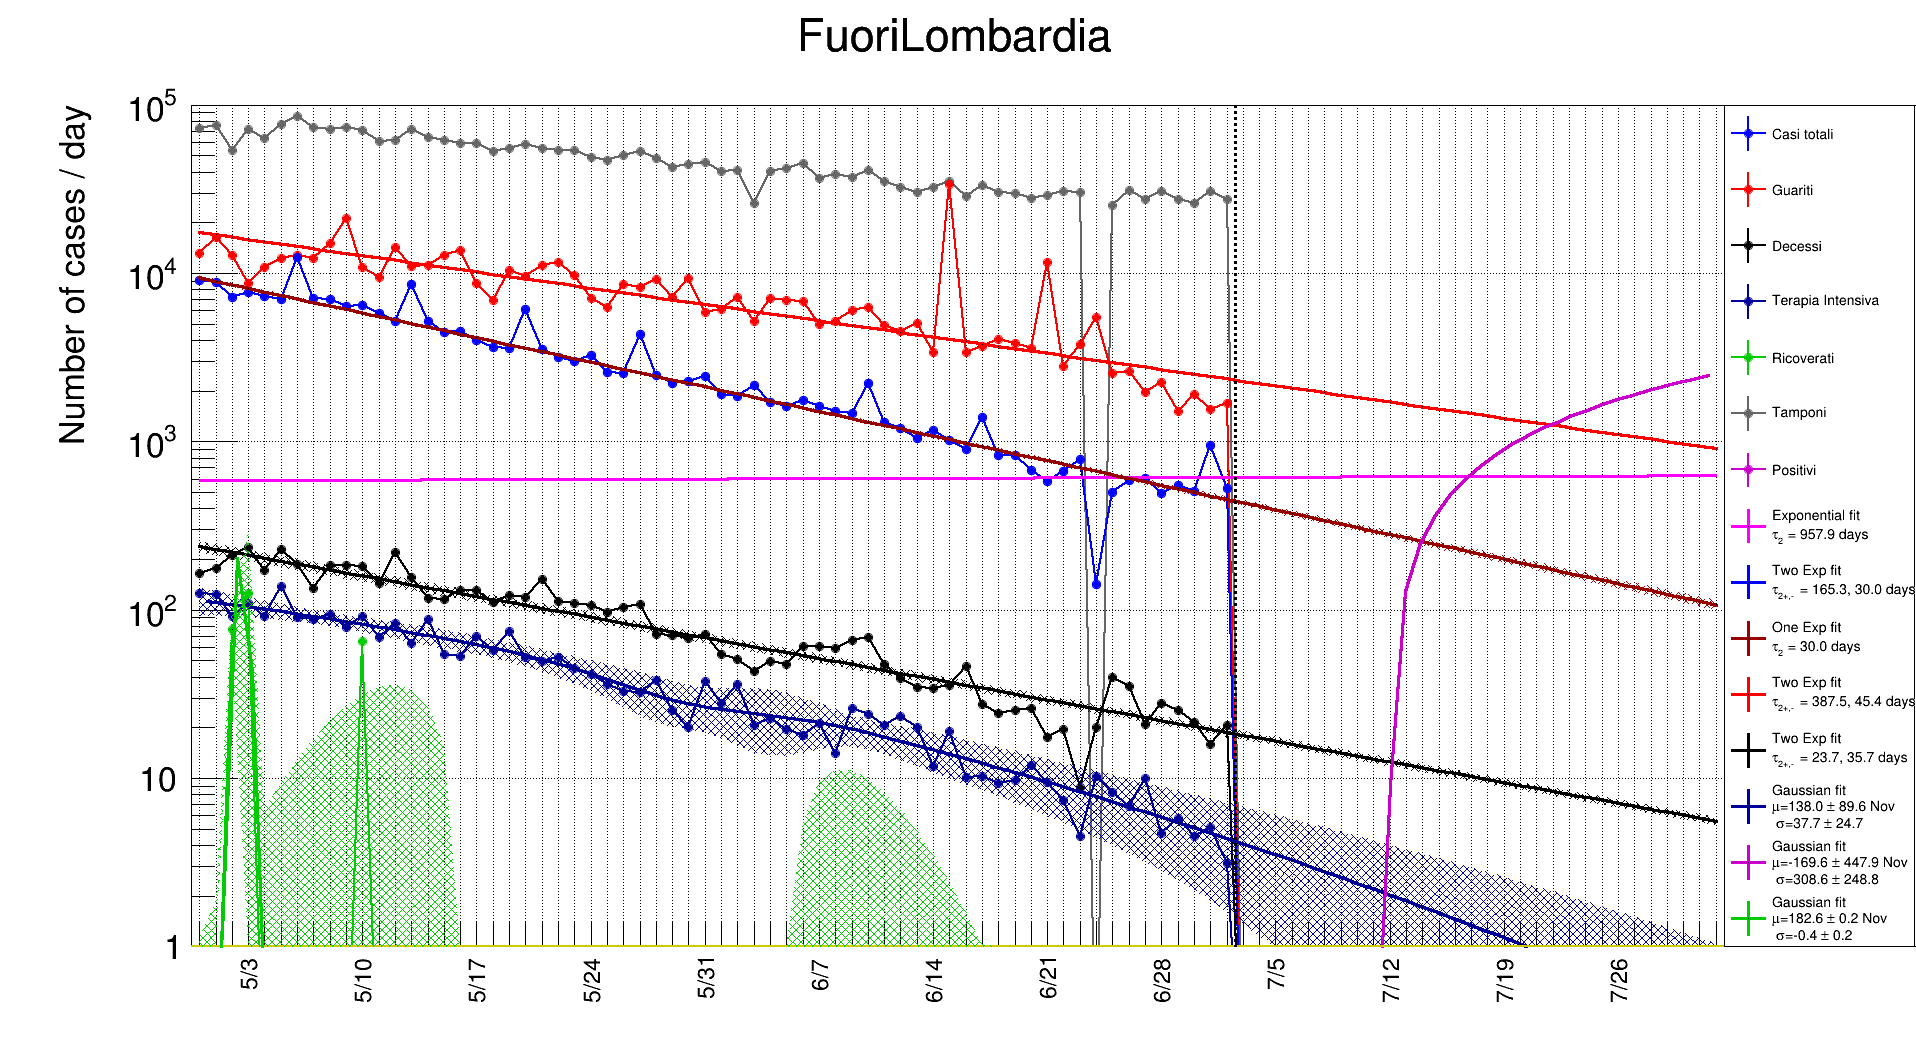 FuoriLombardia
Number of cases / day
10^5
10^4
10^3
10^2
10
1
5/3
5/10
5/17
5/24
5/31
6/7
6/14
6/21
6/28
7/5
7/12
7/19
7/26
Casi totali
Guariti
Decessi
Terapia Intensiva
Ricoverati
Tamponi
Positivi
Exponential fit
τ2 = 957.9 days
Two Exp fit
τ2+,- = 165.3, 30.0 days
One Exp fit
τ2 = 30.0 days
Two Exp fit
τ2+,- = 387.5, 45.4 days
Two Exp fit
τ2+,- = 23.7, 35.7 days
Gaussian fit
μ=138.0 ± 89.6 Nov
σ=37.7 ± 24.7
Gaussian fit
μ=-169.6 ± 447.9 Nov
σ=308.6 ± 248.8
Gaussian fit
μ=182.6 ± 0.2 Nov
σ=-0.4 ± 0.2